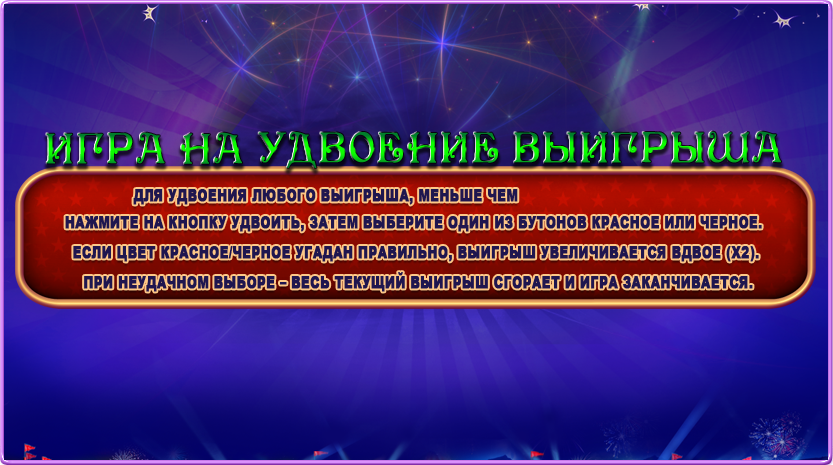 ИГРА НА УДВОЕНИЕ ВЫИГРЫША
ДЛЯ УДВОЕНИЯ ЛЮБОГО ВЫИГРЫША, МЕНЬШЕ ЧЕМ
НАЖМИТЕ НА КНОПКУ УДВОИТЬ, ЗАТЕМ ВЫБЕРИТЕ ОДИН ИЗ БУТОНОВ КРАСНОЕ ИЛИ ЧЕРНОЕ.
ЕСЛИ ЦВЕТ КРАСНОЕ/ЧЕРНОЕ УГАДАН ПРАВИЛЬНО, ВЫИГРЫШ УВЕЛИЧИВАЕТСЯ ВДВОЕ (X2).
ПРИ НЕУДАЧНОМ ВЫБОРЕ – ВЕСЬ ТЕКУЩИЙ ВЫИГРЫШ СГОРАЕТ И ИГРА ЗАКАНЧИВАЕТСЯ.